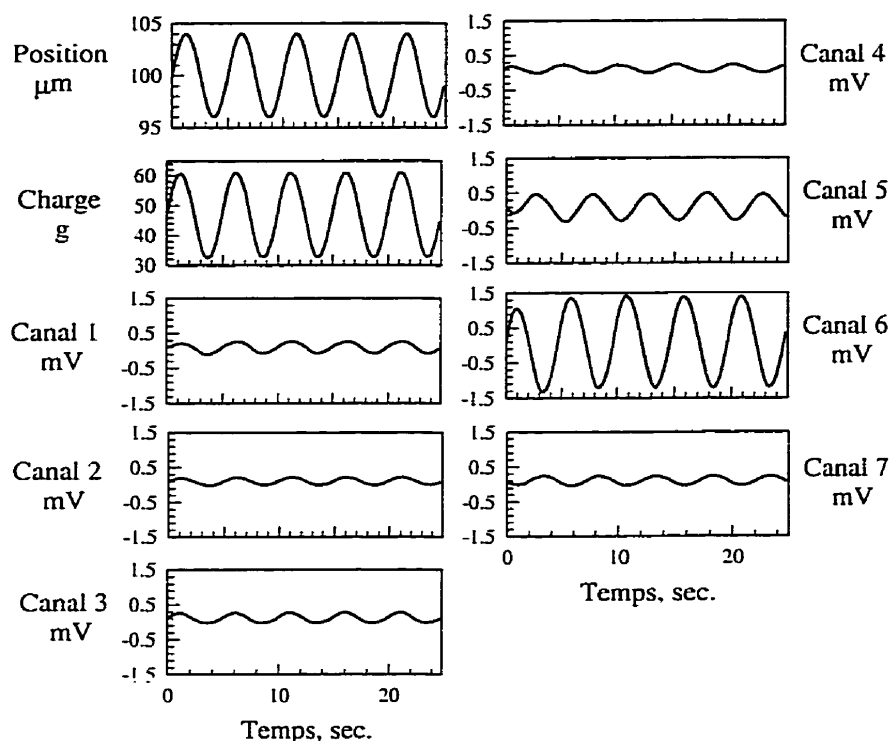 Position
µm
105
100
95
Charge
g
60
50
40
30
Canal 1
mV
1.5
0.5
-0.5
-1.5
Canal 2
mV
1.5
0.5
-0.5
-1.5
Canal 3
mV
1.5
0.5
-0.5
-1.5
0 10 20
Temps, sec.
1.5
0.5
-0.5
-1.5
Canal 4
mV
1.5
0.5
-0.5
-1.5
Canal 5
mV
1.5
0.5
-0.5
-1.5
Canal 6
mV
1.5
0.5
-0.5
-1.5
Canal 7
mV
0 10 20
Temps, sec.